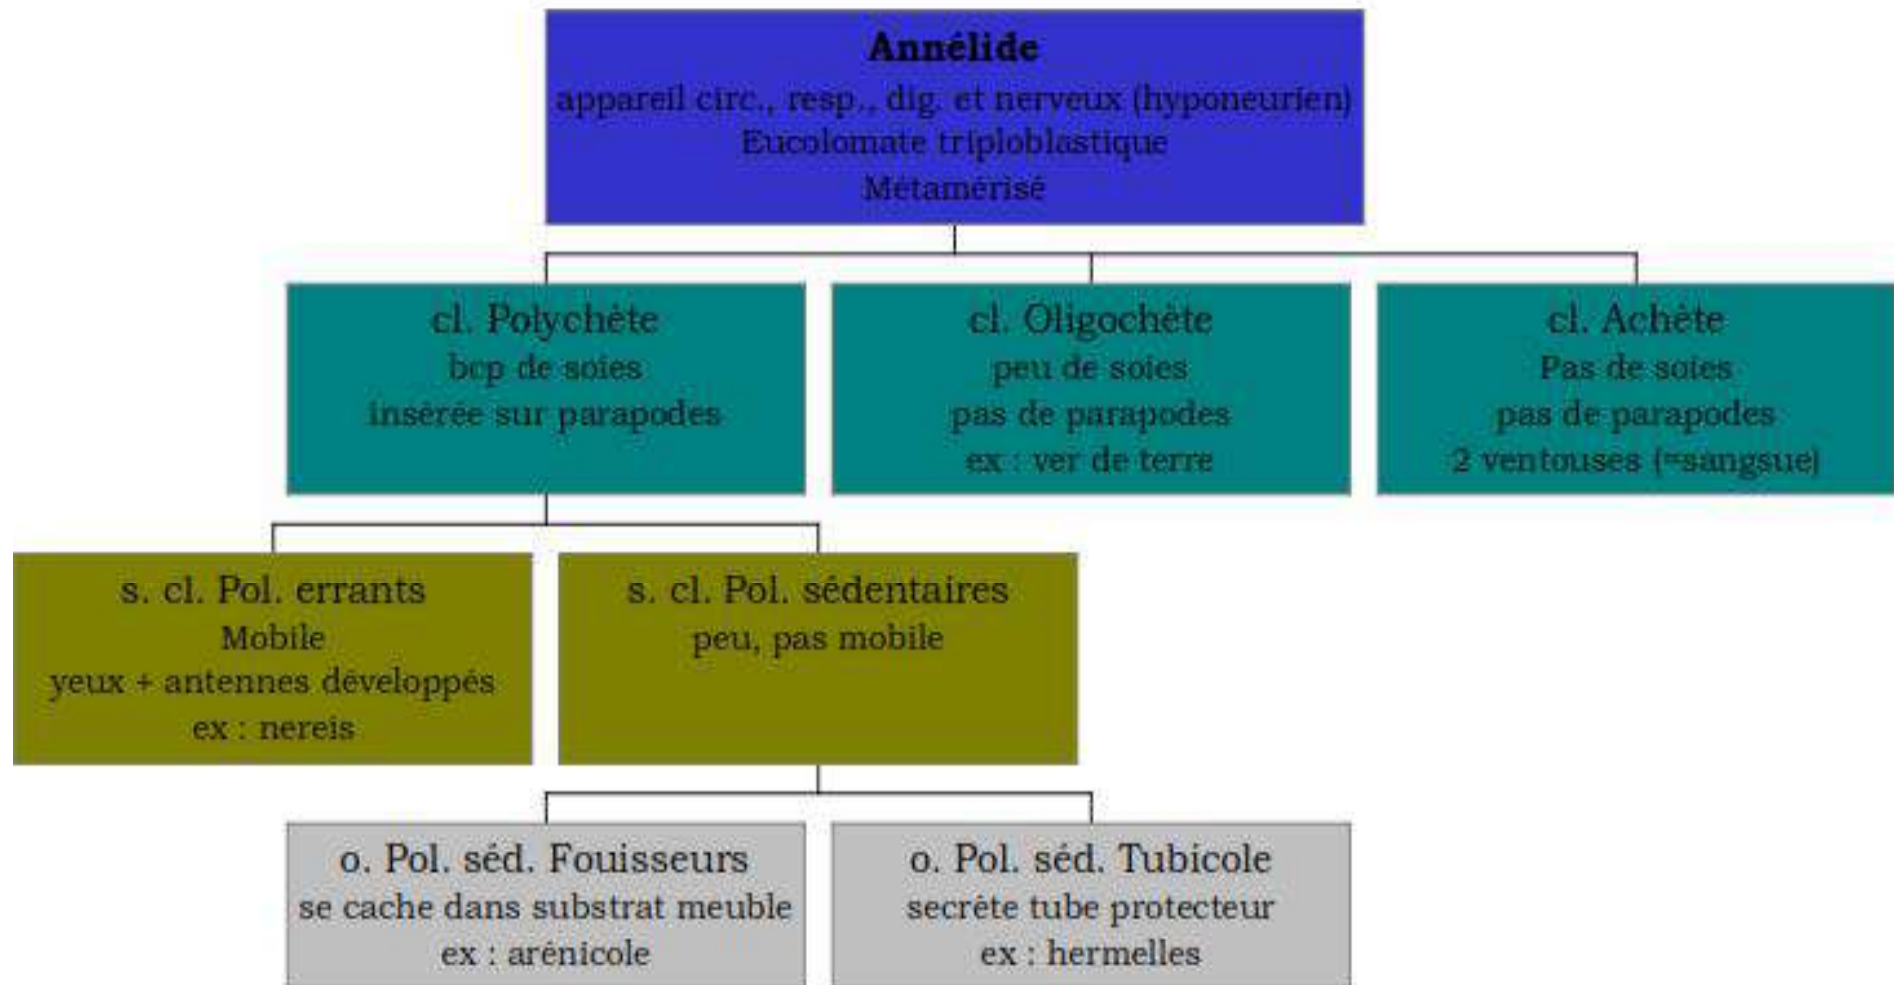 Annélide
appareil circ., resp., dig. et nerveux (hyponeurien)
Eucolomate triploblastique
Métamérisé
cl. Polychète
bcp de soies
insérée sur parapodes
cl. Oligochète
peu de soies
pas de parapodes
ex : ver de terre
cl. Achète
Pas de soies
pas de parapodes
2 ventouses (=sangsue)
s. cl. Pol. errants
Mobile
yeux + antennes développés
ex : nereis
s. cl. Pol. sédentaires
peu, pas mobile
o. Pol. séd. Fouisseurs
se cache dans substrat meuble
ex : arénicole
o. Pol. séd. Tubicole
secrète tube protecteur
ex : hermelles